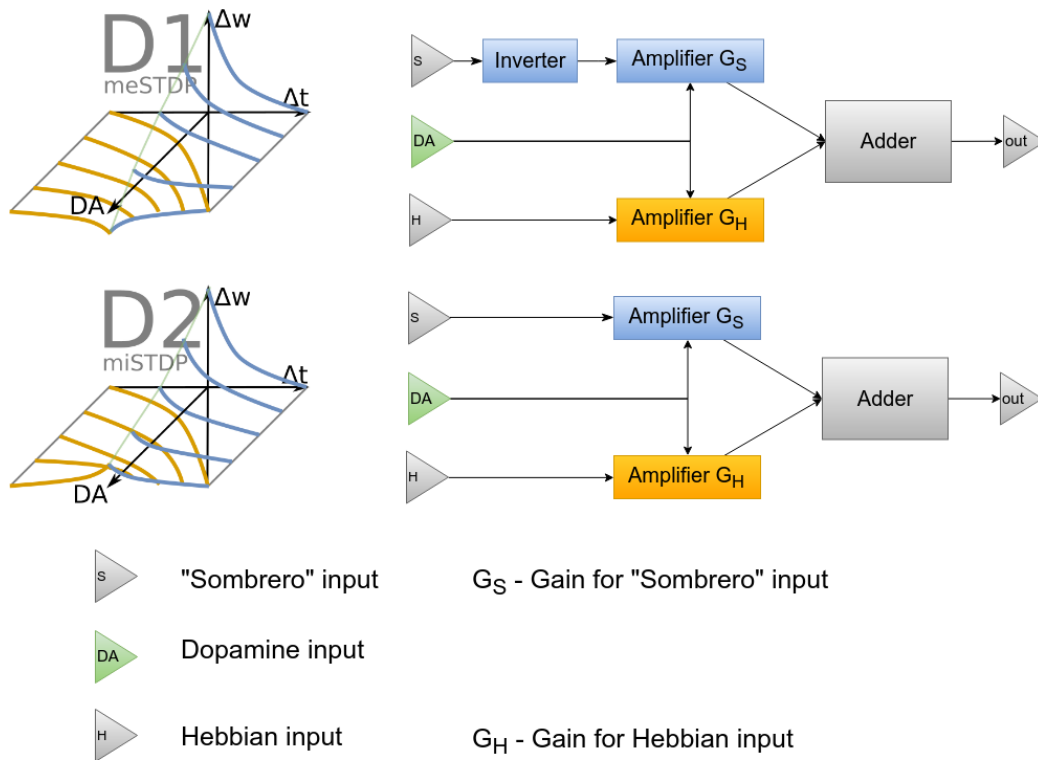 D1
meSTDP
Δw
Δt
DA
S
Inverter
Amplifier GS
DA
H
Amplifier GH
Adder
out
D2
miSTDP
Δw
Δt
DA
S
Amplifier GS
DA
H
Amplifier GH
Adder
out
S "Sombrero" input GS - Gain for "Sombrero" input
DA Dopamine input
H Hebbian input GH - Gain for Hebbian input